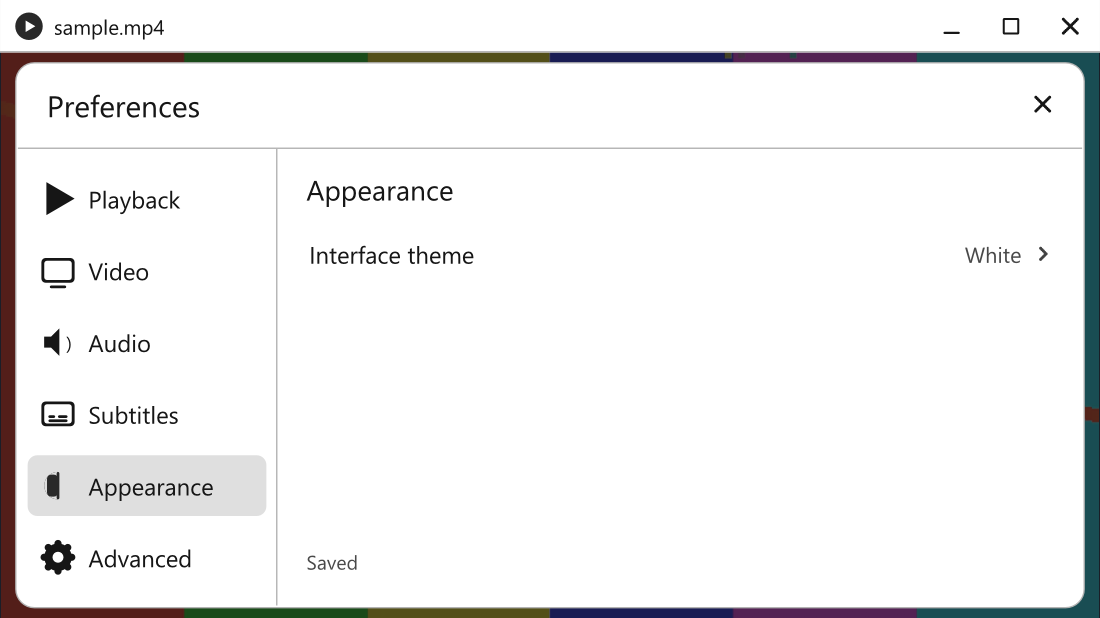 sample.mp4
Preferences
Playback
Video
Audio
Subtitles
Appearance
Advanced
Appearance
Interface theme White
Saved